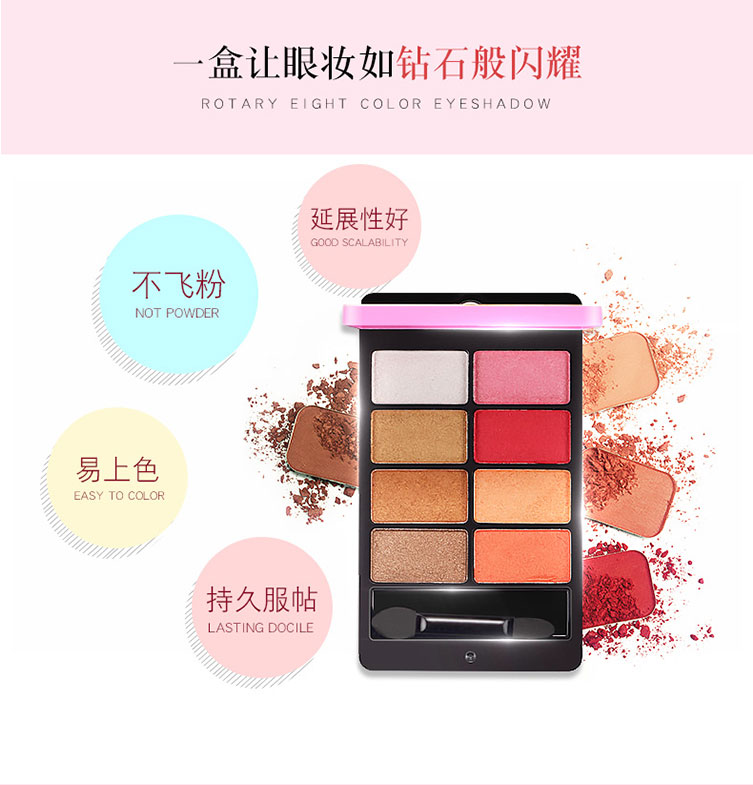 一盒让眼妆如钻石般闪耀
ROTARY EIGHT COLOR EYESHADOW
延展性好
GOOD SCALABILITY
不飞粉
NOT POWDER
易上色
EASY TO COLOR
持久服帖
LASTING DOCILE